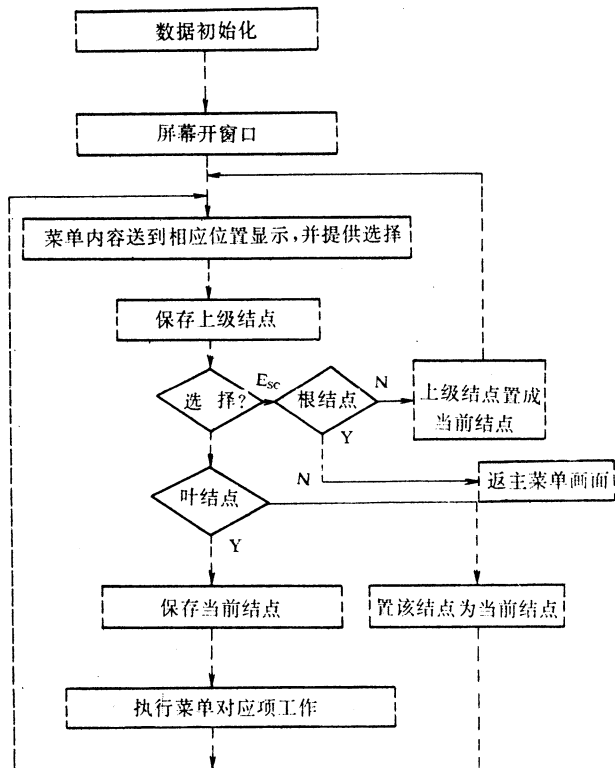 数据初始化
屏幕开窗口
菜单内容送到相应位置显示,并提供选择
保存上级结点
选 择?
Esc
根结点
N
上级结点置成
当前结点
Y
N
返主菜单画面
叶结点
Y
保存当前结点
置该结点为当前结点
执行菜单对应项工作